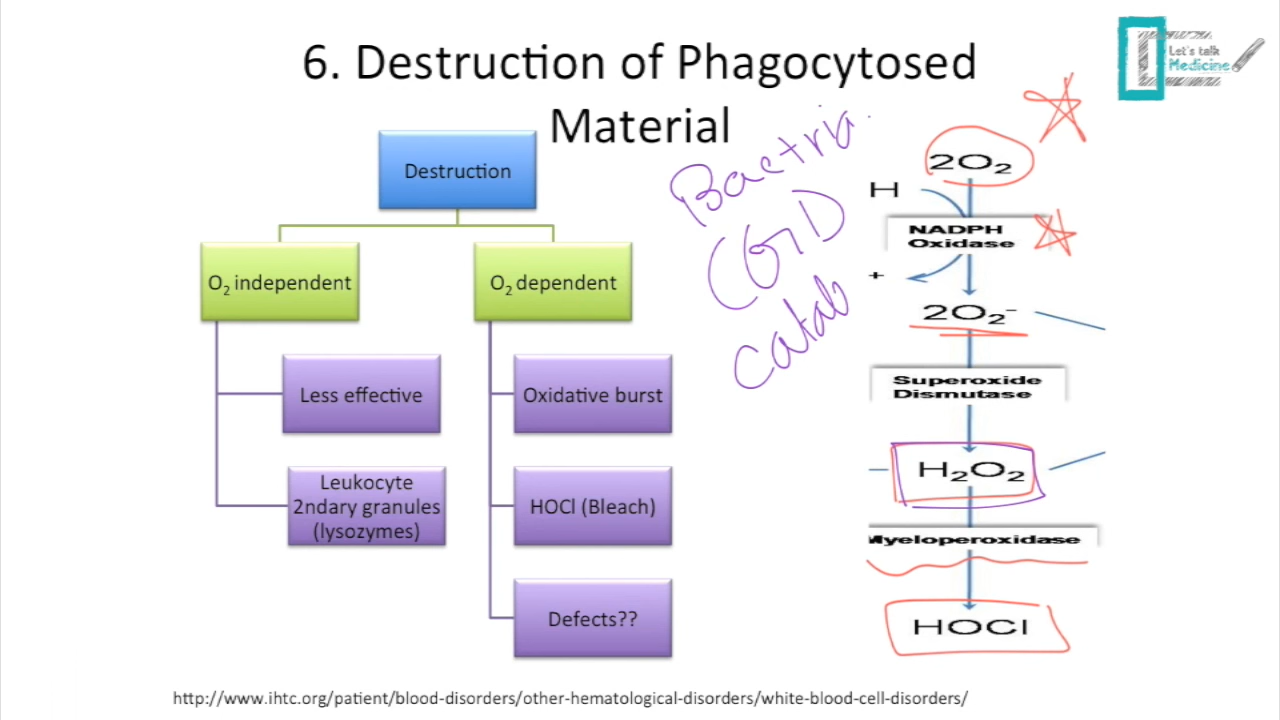 6. Destruction of Phagocytosed
Material
Let's talk
Medicine
Destruction
O₂ independent
O₂ dependent
Less effective
Oxidative burst
Leukocyte
2ndary granules
(lysozymes)
HOCl (Bleach)
Defects??
Bactria
CGD
catab
2O₂
H
NADPH
Oxidase
+
2O₂⁻
Superoxide
Dismutase
H₂O₂
Myeloperoxidase
HOCl
http://www.ihtc.org/patient/blood-disorders/other-hematological-disorders/white-blood-cell-disorders/